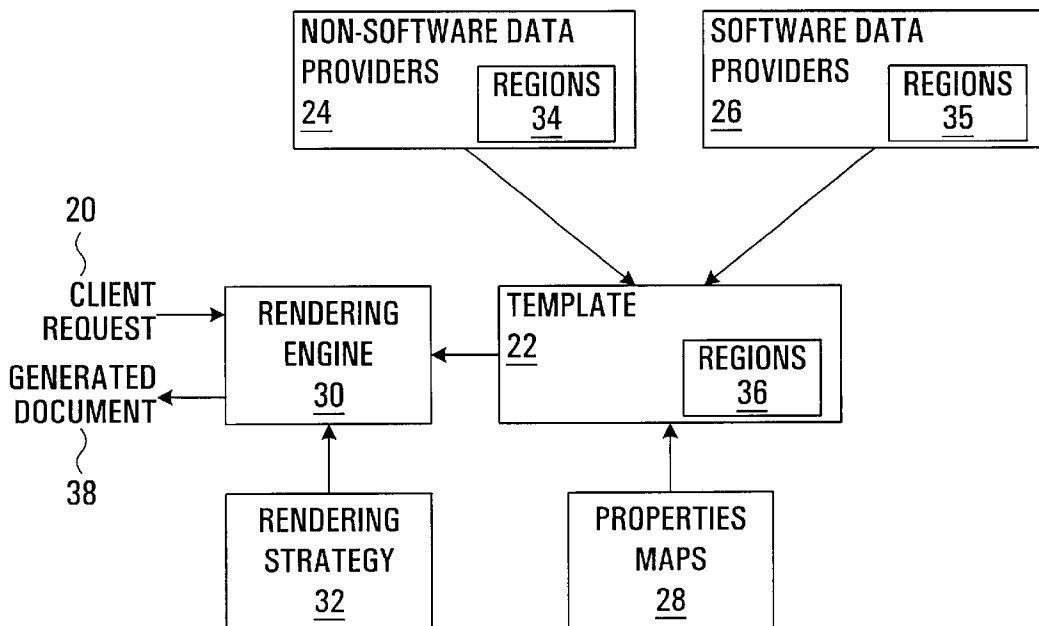 NON-SOFTWARE DATA
PROVIDERS
24
REGIONS
34
SOFTWARE DATA
PROVIDERS
26
REGIONS
35
20
CLIENT
REQUEST
GENERATED
DOCUMENT
38
RENDERING
ENGINE
30
TEMPLATE
22
REGIONS
36
RENDERING
STRATEGY
32
PROPERTIES
MAPS
28